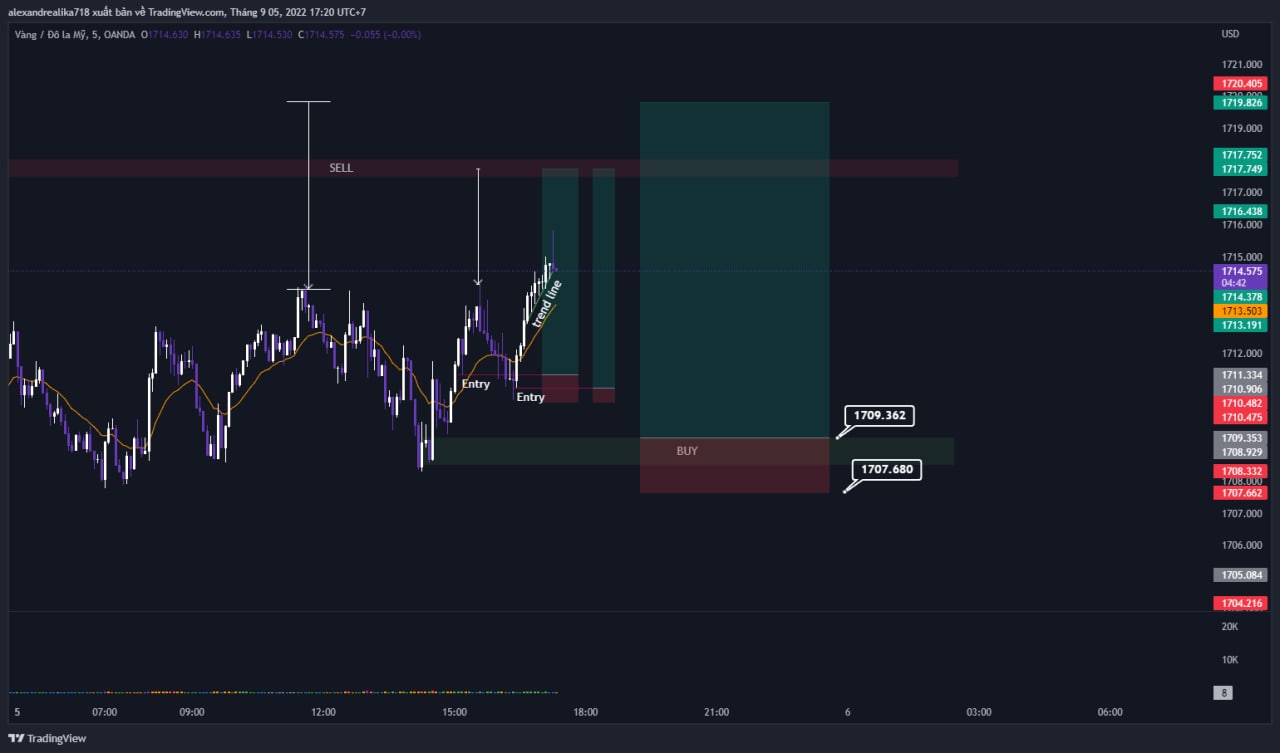 alexandrealika718 xuất bản về TradingView.com, Tháng 9 05, 2022 17:20 UTC+7
Vàng / Đô la Mỹ, 5, OANDA O1714.630 H1714.635 L1714.530 C1714.575 −0.055 (−0.00%)
USD
1721.000
1720.405
1719.826
1719.000
SELL
1717.752
1717.749
1717.000
1716.438
1716.000
1715.000
1714.575
04:42
1714.378
trend line
1713.503
1713.191
1712.000
1711.334
Entry
1710.906
Entry
1710.482
1710.475
1709.362
1709.353
BUY
1708.929
1707.680
1708.332
1708.000
1707.662
1707.000
1706.000
1705.084
1704.216
20K
10K
8
5 07:00 09:00 12:00 15:00 18:00 21:00 6 03:00 06:00
TradingView